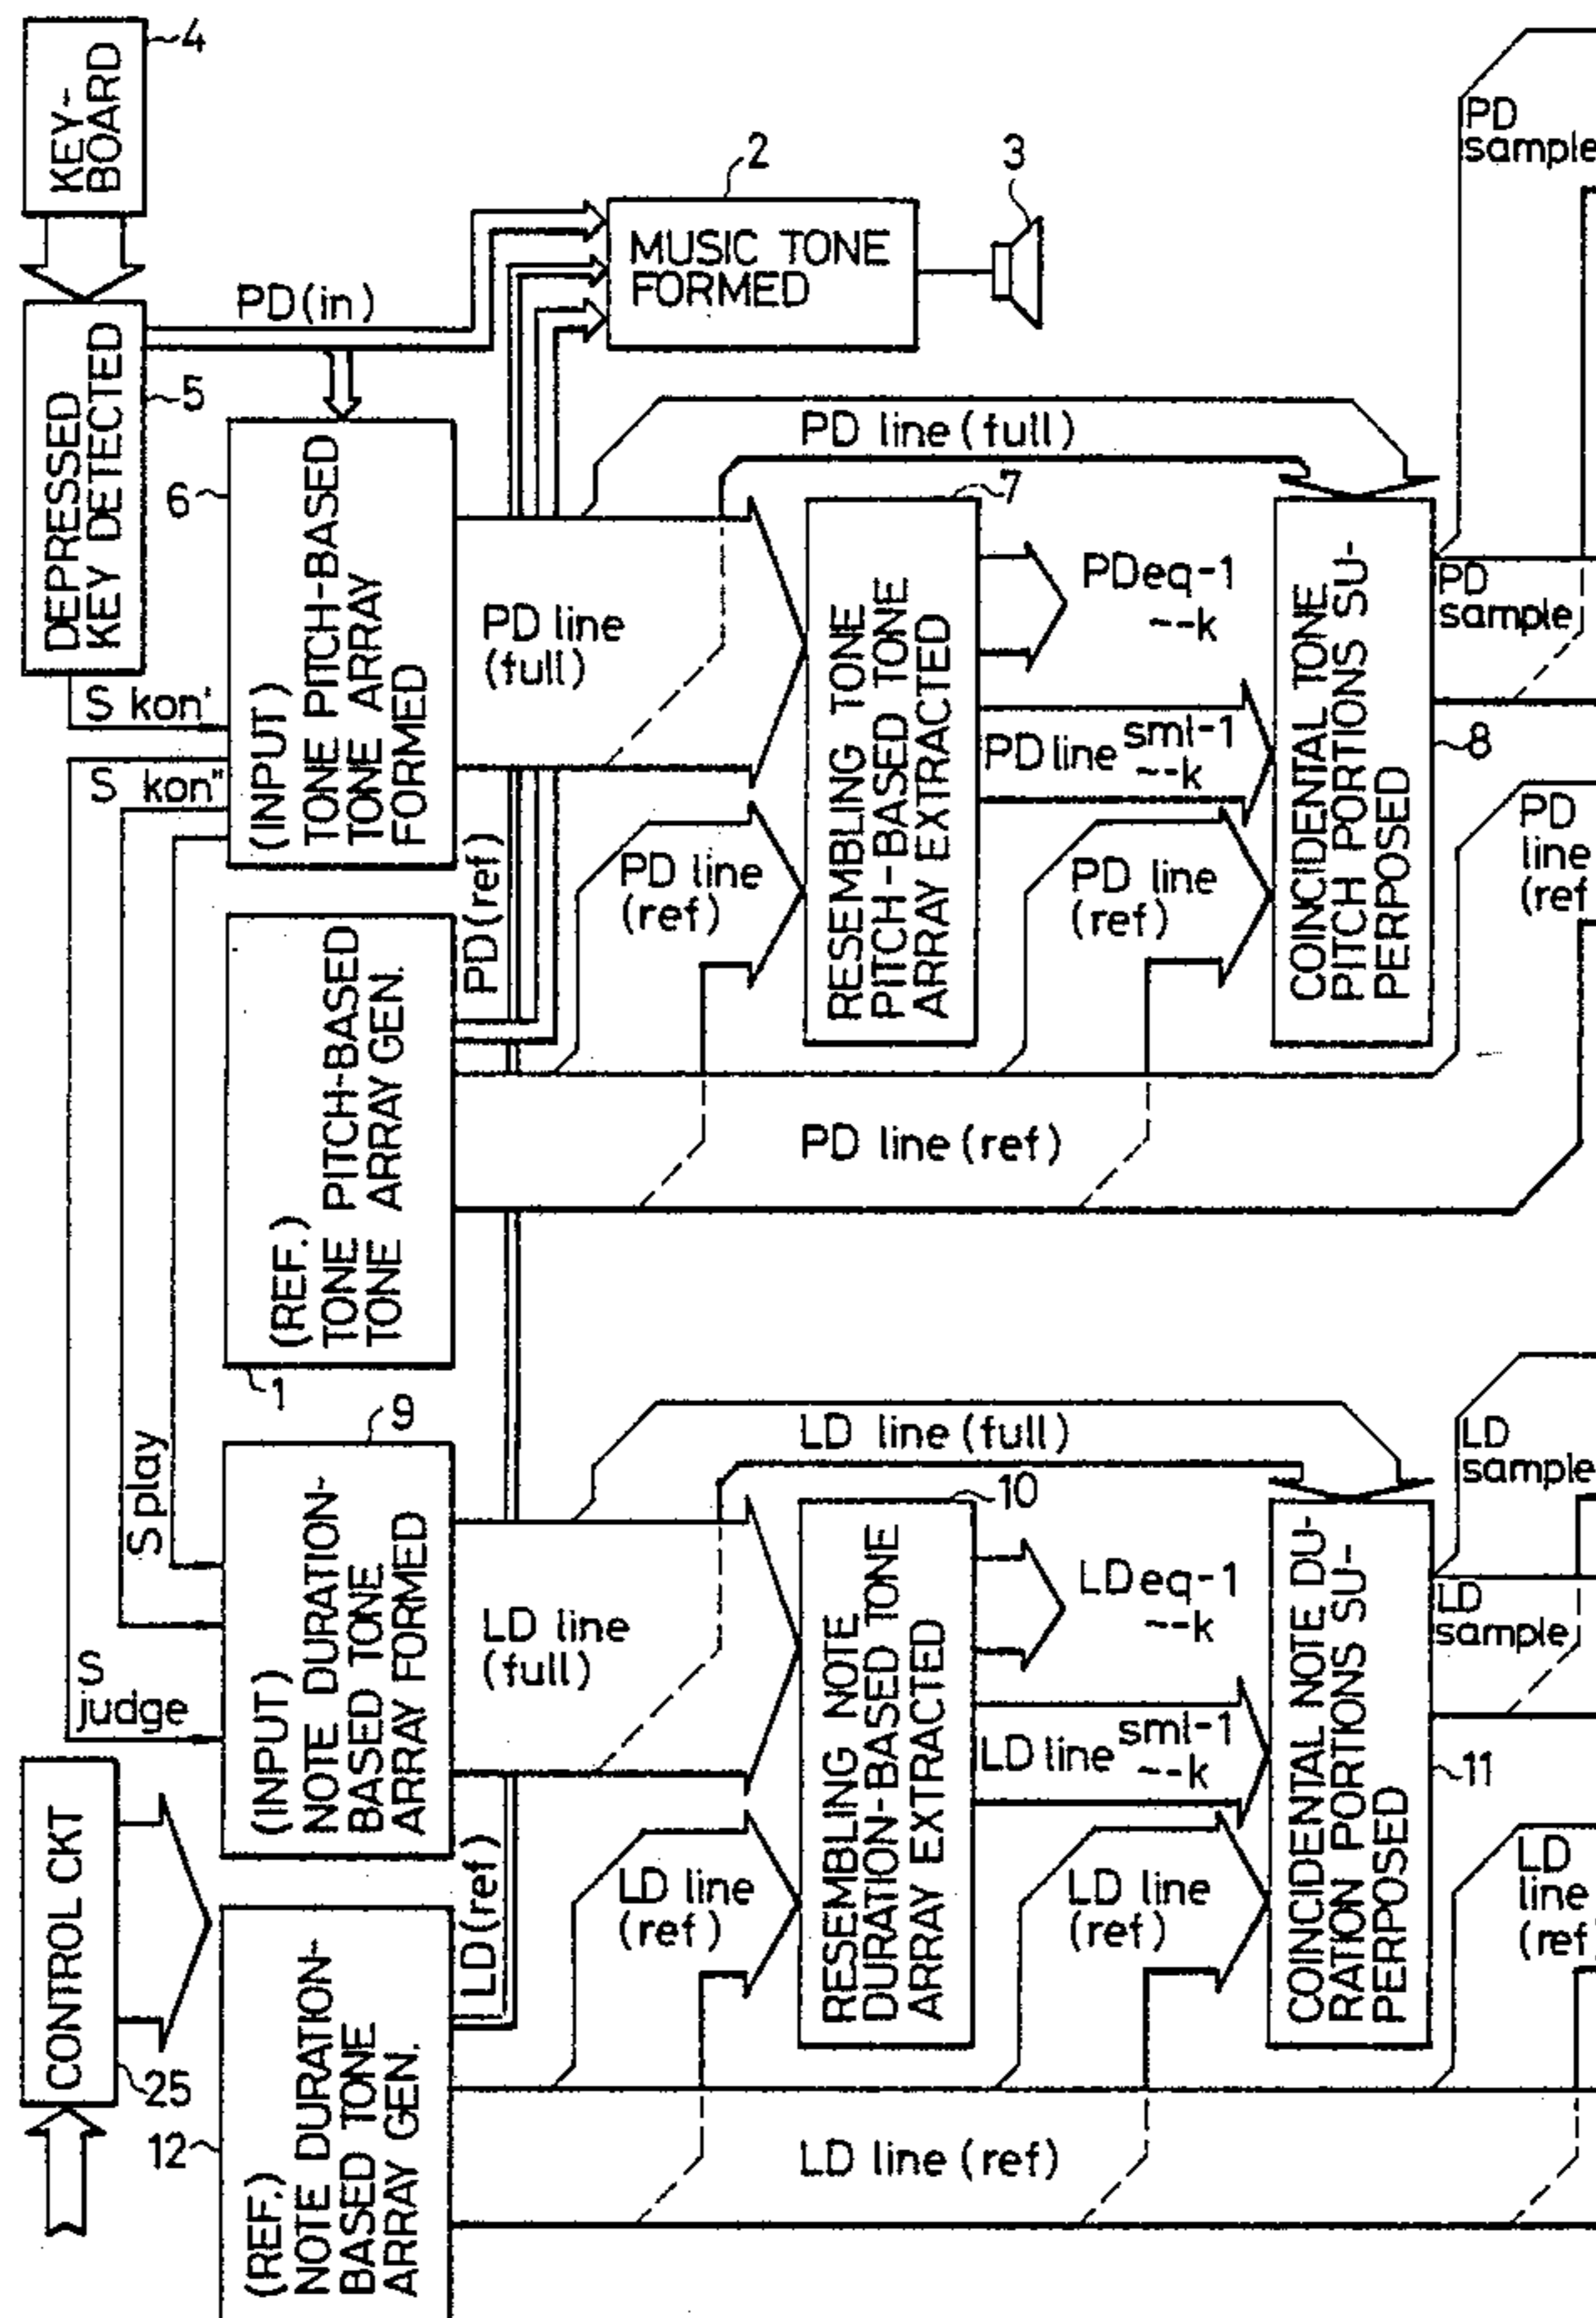 KEY-
BOARD
4
DEPRESSED
KEY DETECTED
5
PD(in)
MUSIC TONE
FORMED
2
3
(INPUT)
TONE PITCH-BASED
TONE ARRAY
FORMED
6
S kon'
S kon"
PD line (full)
PD line
(full)
RESEMBLING TONE
PITCH-BASED TONE
ARRAY EXTRACTED
7
PDeq-1
~-k
PD line sml-1
~-k
COINCIDENTAL TONE
PITCH PORTIONS SU-
PERPOSED
8
PD
sample
PD
sample
PD
line
(ref
PD(ref)
PD line
(ref)
PD line
(ref)
(REF.)
TONE PITCH-BASED
TONE ARRAY GEN.
1
PD line (ref)
S play
S
judge
(INPUT)
NOTE DURATION-
BASED TONE
ARRAY FORMED
9
LD line (full)
LD line
(full)
RESEMBLING NOTE
DURATION-BASED TONE
ARRAY EXTRACTED
10
LDeq-1
~-k
LD line sml-1
~-k
COINCIDENTAL NOTE DU-
RATION PORTIONS SU-
PERPOSED
11
LD
sample
LD
sample
LD
line
(ref
LD(ref)
LD line
(ref)
LD line
(ref)
CONTROL CKT
25
(REF.)
NOTE DURATION-
BASED TONE
ARRAY GEN.
12
LD line (ref)